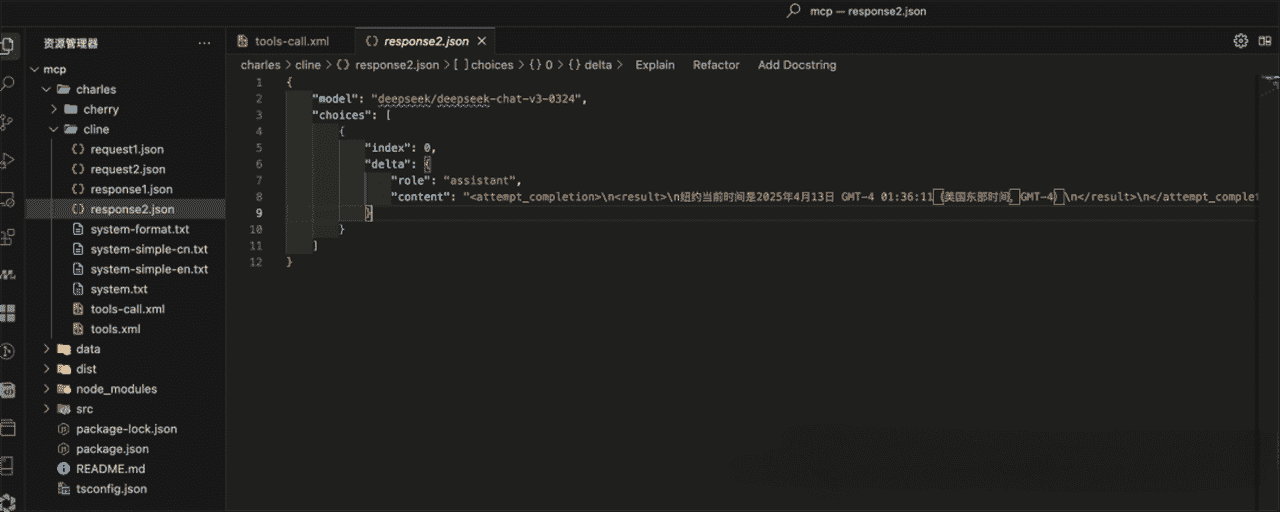 mcp — response2.json
资源管理器 ···
tools-call.xml
{} response2.json ×
charles > cline > {} response2.json > [ ] choices > {} 0 > {} delta > Explain Refactor Add Docstring
mcp
charles
cherry
cline
{} request1.json
{} request2.json
{} response1.json
{} response2.json
system-format.txt
system-simple-cn.txt
system-simple-en.txt
system.txt
tools-call.xml
tools.xml
data
dist
node_modules
src
package-lock.json
package.json
README.md
tsconfig.json
1 {
2 "model": "deepseek/deepseek-chat-v3-0324",
3 "choices": [
4 {
5 "index": 0,
6 "delta": {
7 "role": "assistant",
8 "content": "<attempt_completion>\n<result>\n纽约当前时间是2025年4月13日 GMT-4 01:36:11（美国东部时间，GMT-4）\n</result>\n</attempt_complet
9 }
10 }
11 ]
12 }